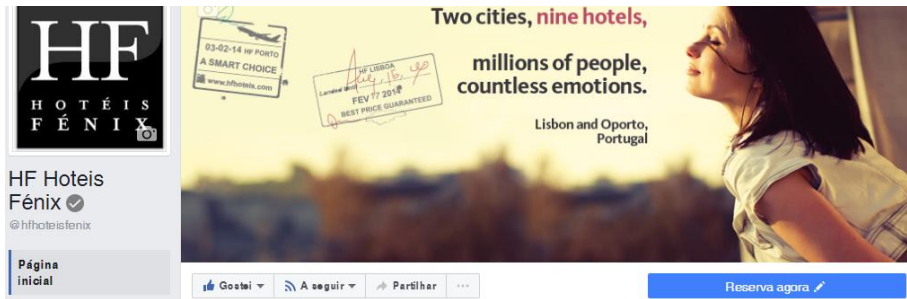 HF
HOTÉIS
FÉNIX
HF Hoteis
Fénix
@hfhoteisfenix
Página
inicial
03-02-14 HF PORTO
A SMART CHOICE
www.hfhoteis.com
HF LISBOA
FEV 17 2014
BEST PRICE GUARANTEED
Two cities, nine hotels,
millions of people,
countless emotions.
Lisbon and Oporto,
Portugal
Gostei
A seguir
Partilhar
Reserva agora